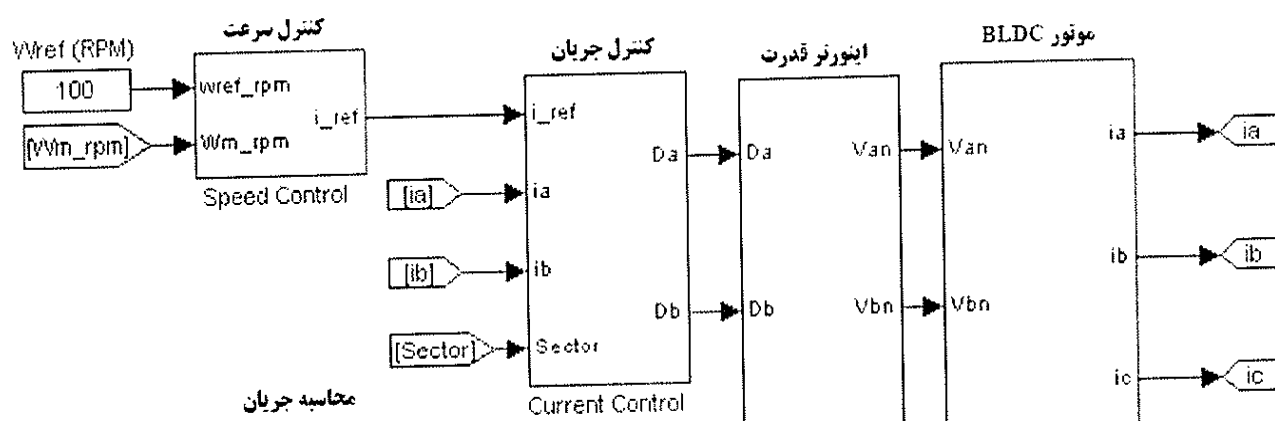 موتور BLDC
کنترل سرعت
کنترل جریان
اینورتر قدرت
Wref (RPM)
100
wref_rpm
i_ref
[Wm_rpm]
Wm_rpm
Speed Control
i_ref
Da
Da
Van
Van
ia
ia
[ia]
ia
[ib]
ib
ib
ib
Db
Db
Vbn
Vbn
[Sector]
Sector
ic
ic
محاسبه جریان
Current Control